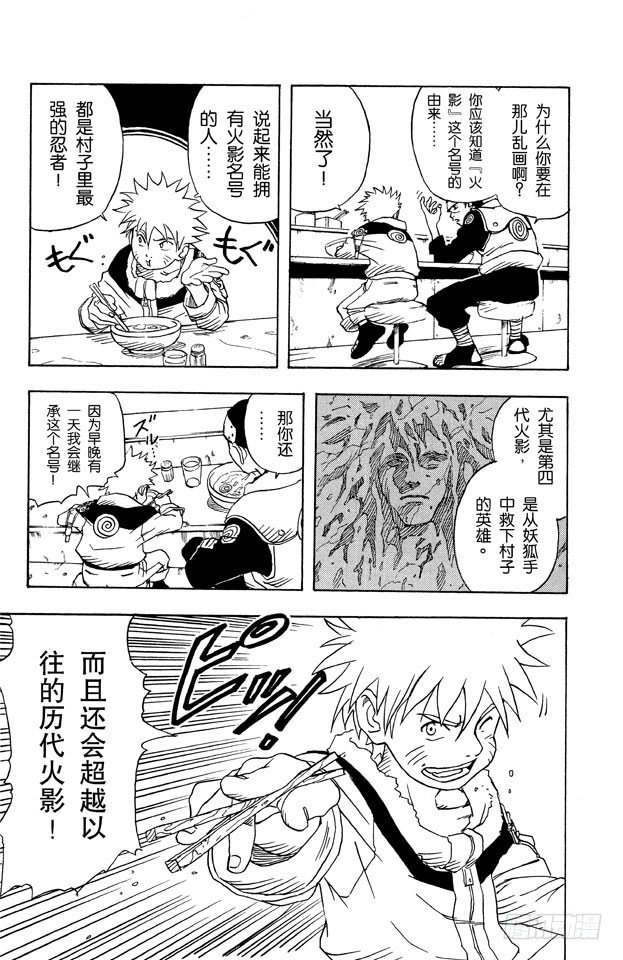 为什么你要在
那儿乱画啊？
你应该知道『火
影』这个名号的
由来……
当然了！
说起来能拥
有火影名号
的人……
都是村子里最
强的忍者！
もぐ
もぐ
尤其是第四
代火影，
是从妖狐手
中救下村子
的英雄。
那你还
……
因为早晚有
一天我会继
承这个名号！
ズルル
ピッ！
而且还会超越以
往的历代火影！